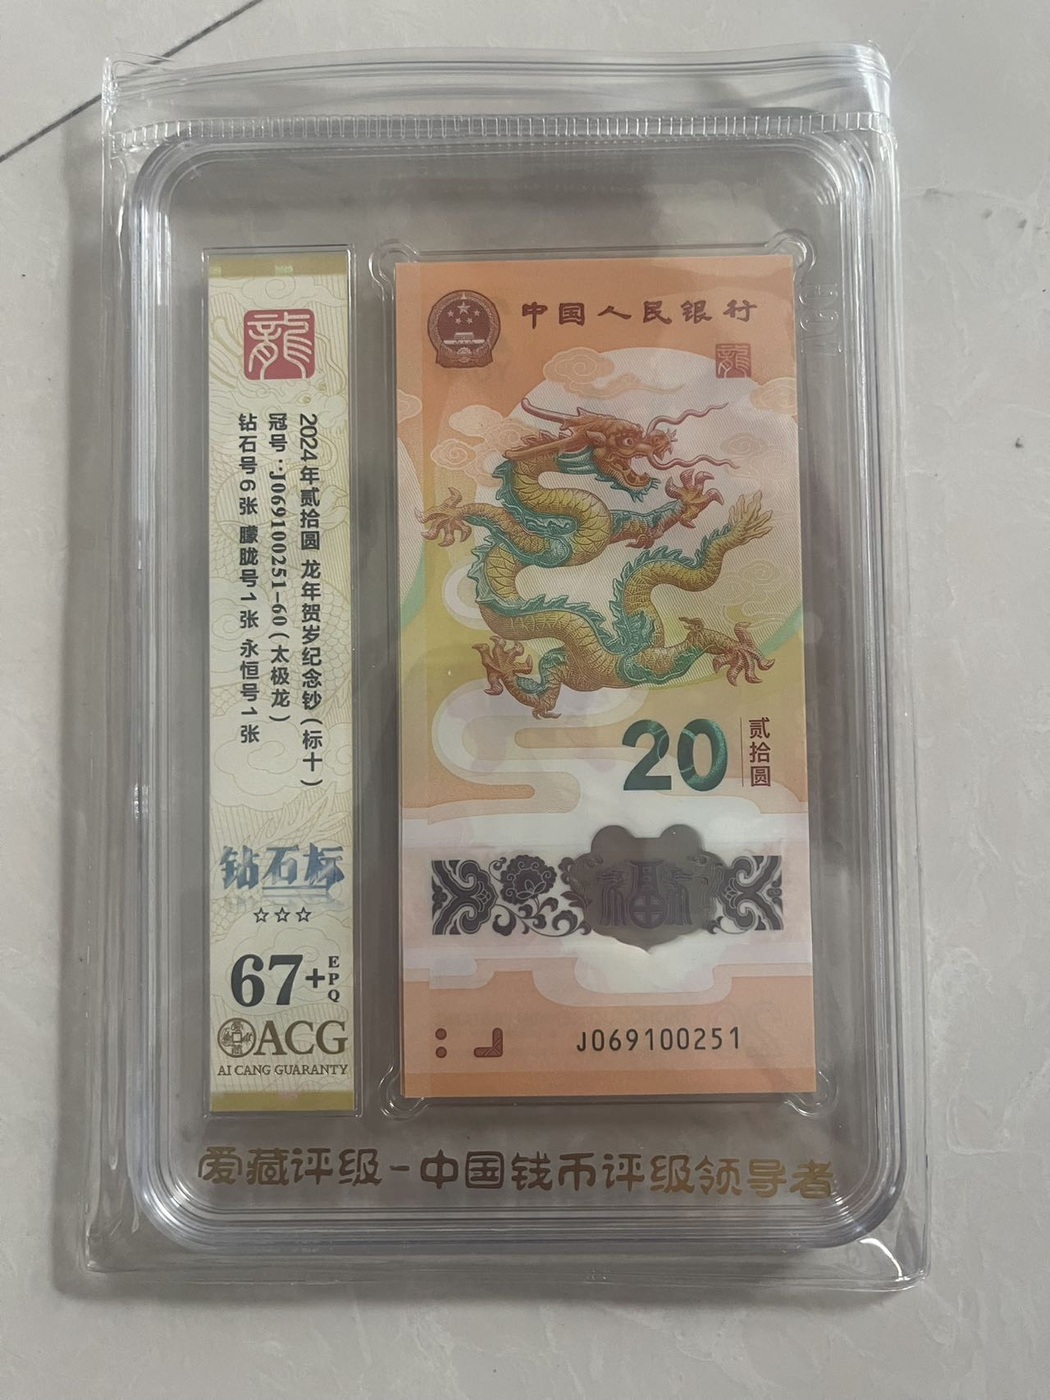 龍
2024年贰拾圆 龙年贺岁纪念钞(标十)
冠号:J069100251-60(太极龙)
钻石号6张 朦胧号1张 永恒号1张
钻石标
67+EPQ
ACG
AI CANG GUARANTY
中国人民银行
龍
20 贰拾圆
福
J069100251
爱藏评级-中国钱币评级领导者